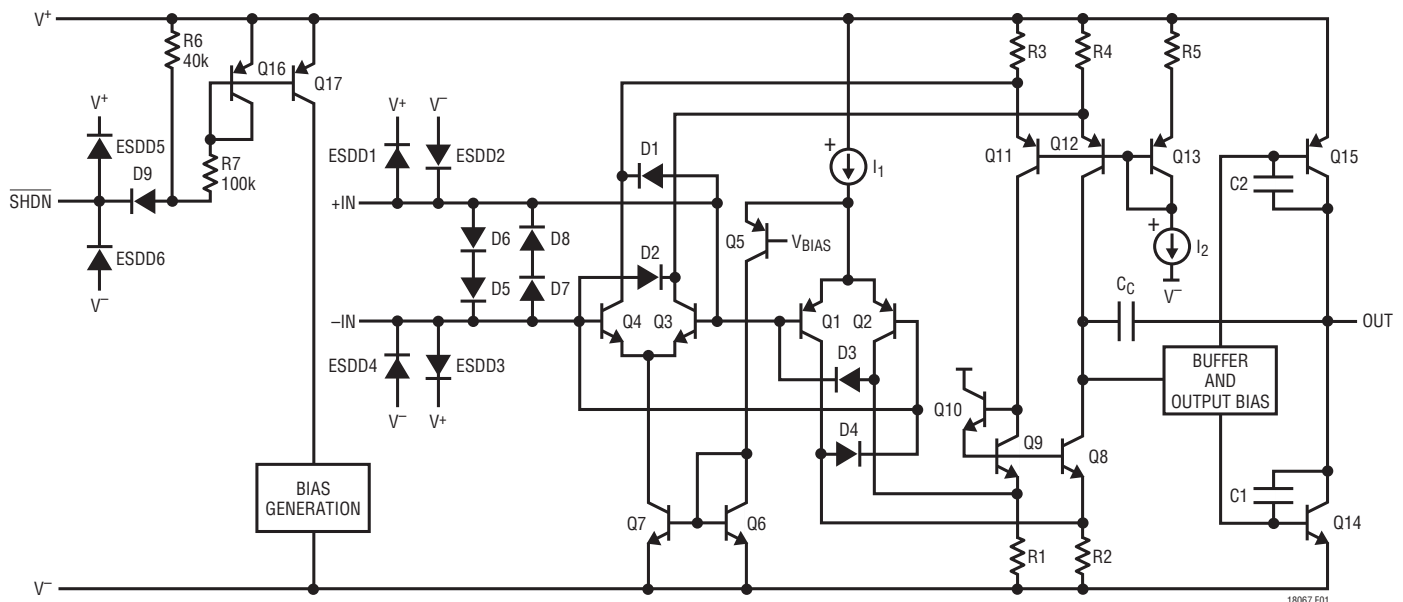 V+
R6
40k
Q16
Q17
V+
ESDD5
D9
R7
100k
SHDN
ESDD6
V–
V+
V–
ESDD1
ESDD2
D1
+IN
D6
D8
D2
D5
D7
–IN
Q4
Q3
ESDD4
ESDD3
V–
V+
I1
Q5
VBIAS
Q1
Q2
D3
D4
R3
R4
R5
Q11
Q12
Q13
Q15
C2
I2
V–
CC
OUT
BUFFER
AND
OUTPUT BIAS
Q10
Q9
Q8
C1
Q14
BIAS
GENERATION
Q7
Q6
R1
R2
V–
18067 F01